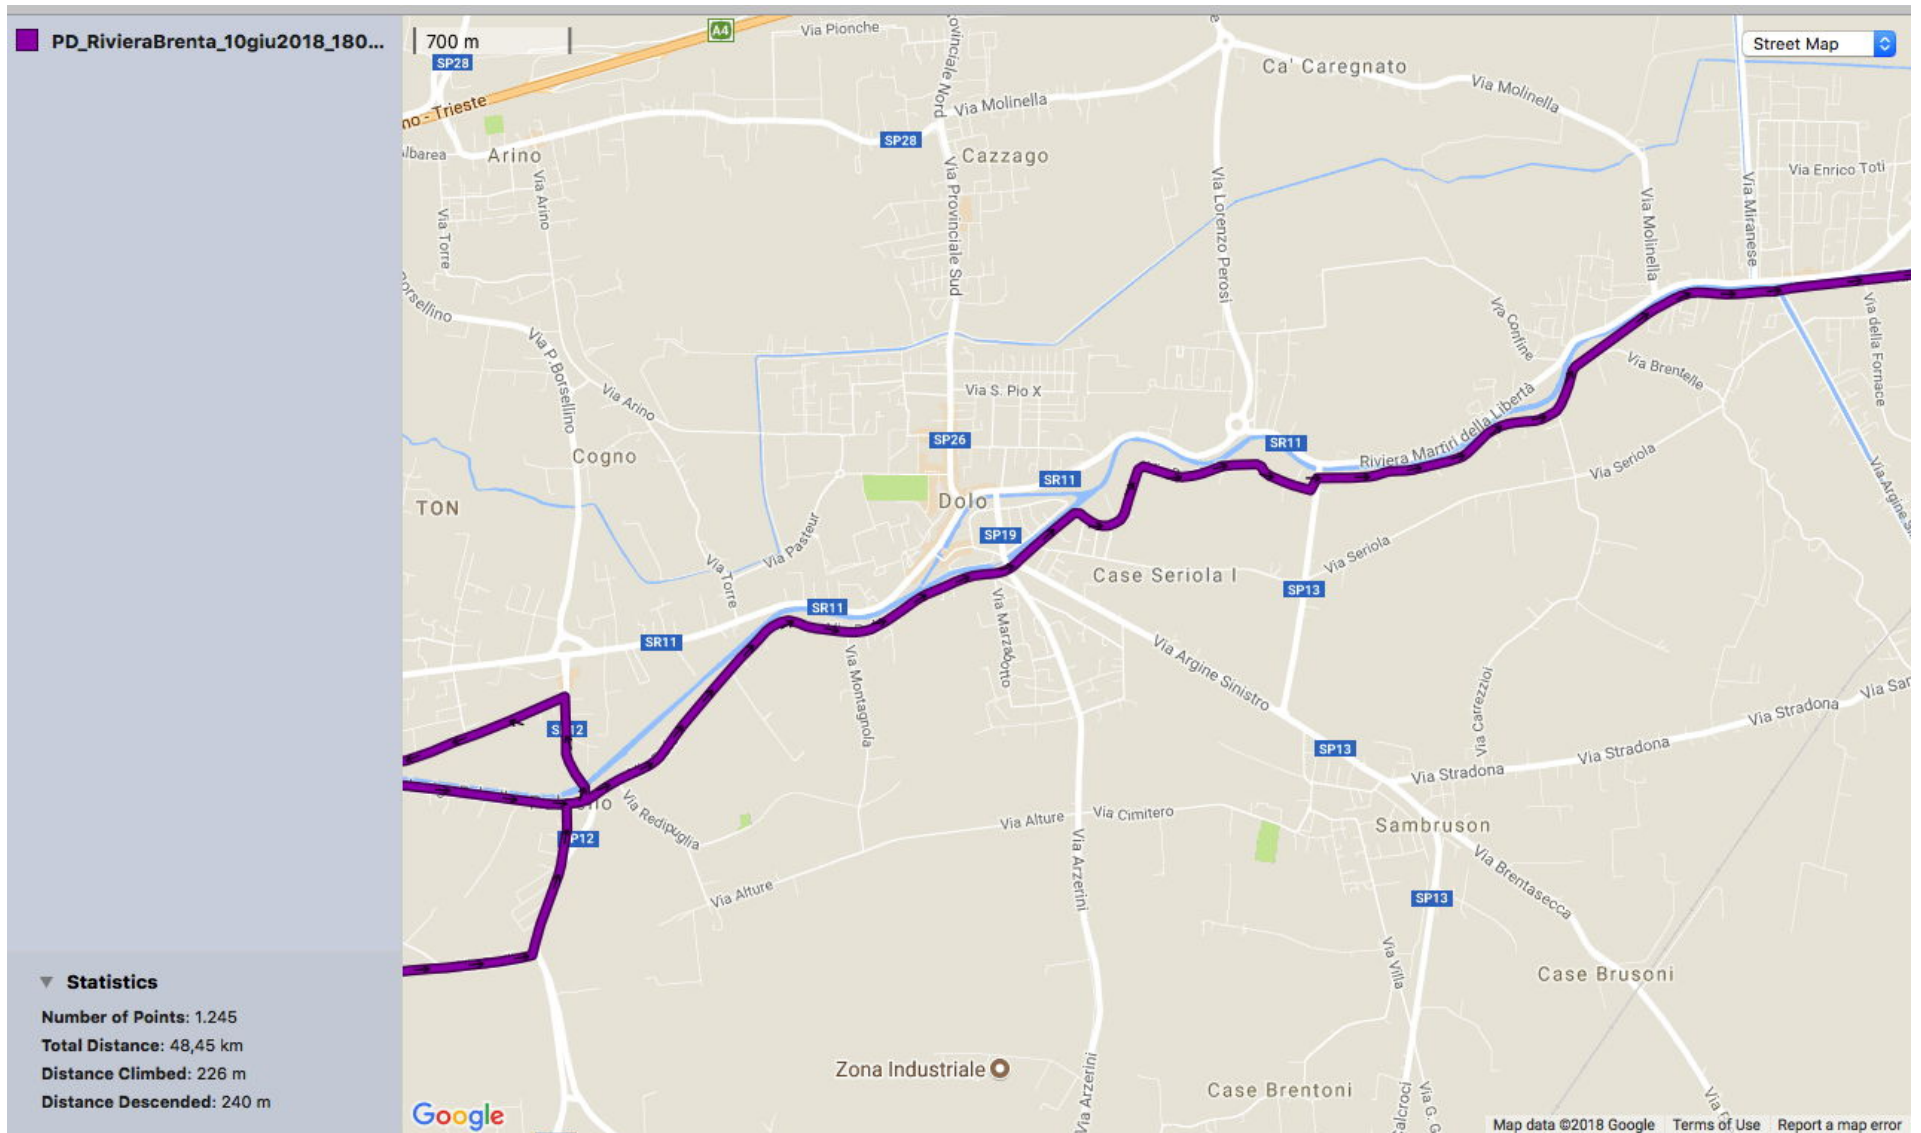 PD_RivieraBrenta_10giu2018_180...
700 m
Street Map
A4
Via Pionche
SP28
Ca' Caregnato
Via Molinella
Via Molinella
no - Trieste
SP28
Arino
Cazzago
Via Enrico Toti
Via Arino
Via Torre
Via Provinciale Sud
Via Lorenzo Perosi
Via Molinella
Via Miranese
Via P.Borsellino
Via Confine
Via della Fornace
Via Brentelle
Via S. Pio X
Via Arino
SP26
SR11
Riviera Martiri della Libertà
Cogno
Via Seriola
SR11
Dolo
TON
SP19
Via Pasteur
Via Seriola
Via Torre
Case Seriola I
SP13
SR11
Via Marzabotto
SR11
Via Argine Sinistro
Via Montagnola
Via Carrezzioi
Via Stradona
SP13
Via Stradona
Via Stradona
Via Redipuglia
Via Alture
Via Cimitero
Sambruson
P12
Via Arzerini
Via Alture
Via Brentasecca
SP13
Via Villa
Case Brusoni
Statistics
Number of Points: 1.245
Total Distance: 48,45 km
Distance Climbed: 226 m
Distance Descended: 240 m
Zona Industriale
Via Arzerini
Case Brentoni
Google
Map data ©2018 Google
Terms of Use
Report a map error